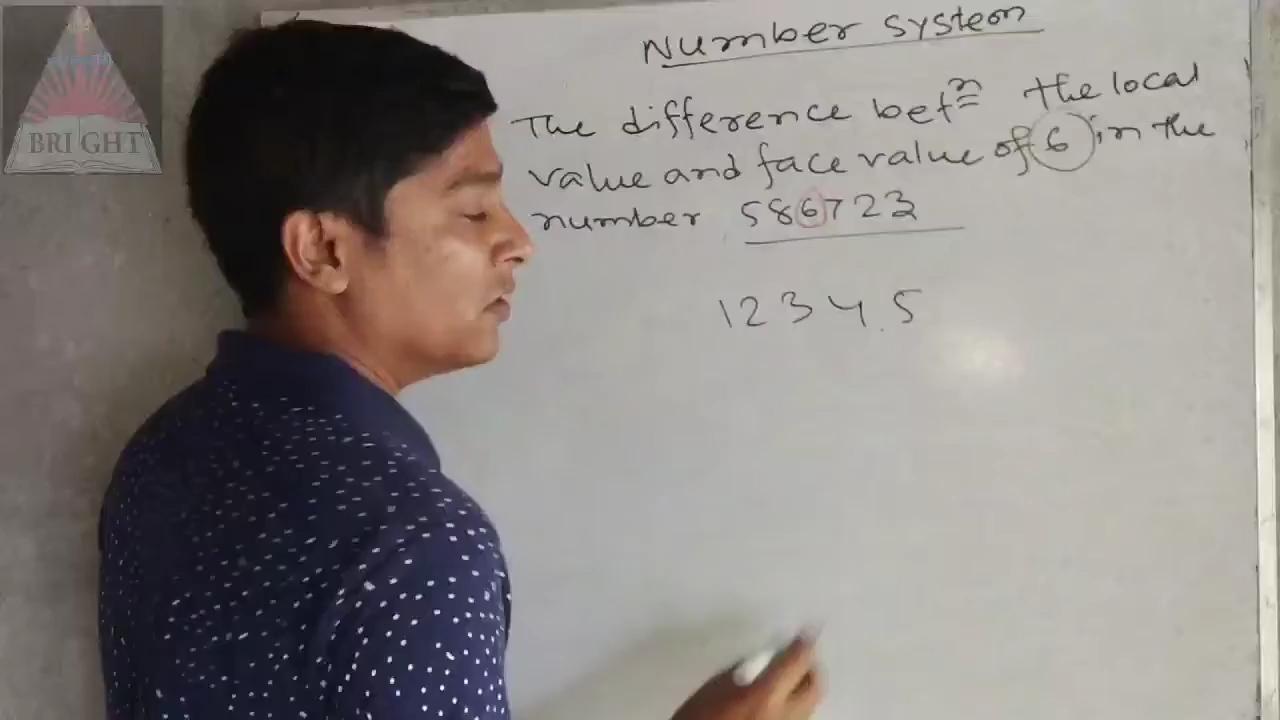 BRIGHT
Number system
The difference betn the local
value and face value of 6 in the
number 586723
12345